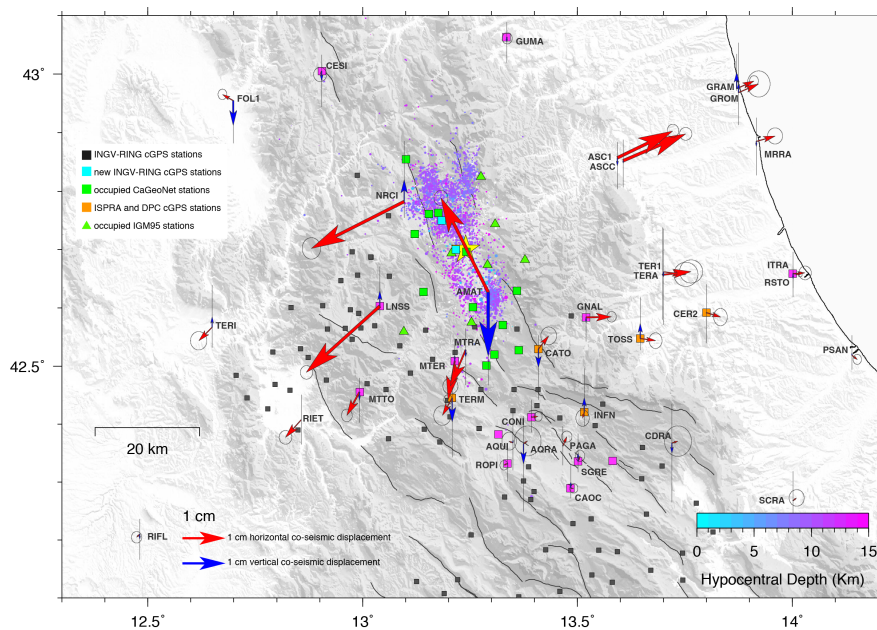 43°
42.5°
12.5°
13°
13.5°
14°
GUMA
CESI
FOL1
GRAM
GROM
MRRA
ASC1
ASCC
INGV-RING cGPS stations
new INGV-RING cGPS stations
occupied CaGeoNet stations
ISPRA and DPC cGPS stations
occupied IGM95 stations
NRCI
TER1
TERA
ITRA
RSTO
AMAT
LNSS
GNAL
CER2
TERI
TOSS
MTRA
CATO
PSAN
MTER
MTTO
TERM
INFN
RIET
CONI
CDRA
AQUI
AQRA
PAGA
ROPI
SGRE
CAOC
SCRA
RIFL
20 km
1 cm
1 cm horizontal co-seismic displacement
1 cm vertical co-seismic displacement
0 5 10 15
Hypocentral Depth (Km)